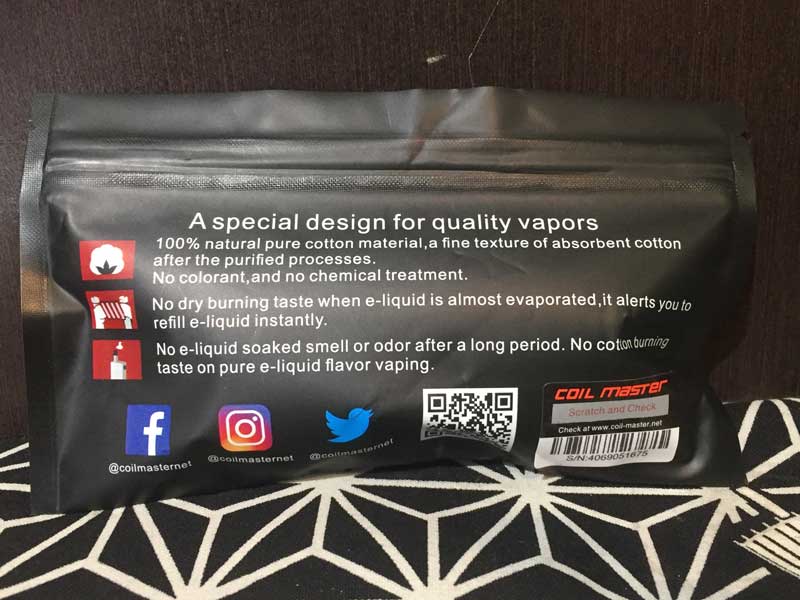 A special design for quality vapors
100% natural pure cotton material,a fine texture of absorbent cotton
after the purified processes.
No colorant,and no chemical treatment.
No dry burning taste when e-liquid is almost evaporated,it alerts you to
refill e-liquid instantly.
No e-liquid soaked smell or odor after a long period. No cotton burning
taste on pure e-liquid flavor vaping.
@coilmasternet
@coilmasternet
@coilmasternet
COIL MASTER
Scratch and Check
Check at www.coil-master.net
S/N:4069051675